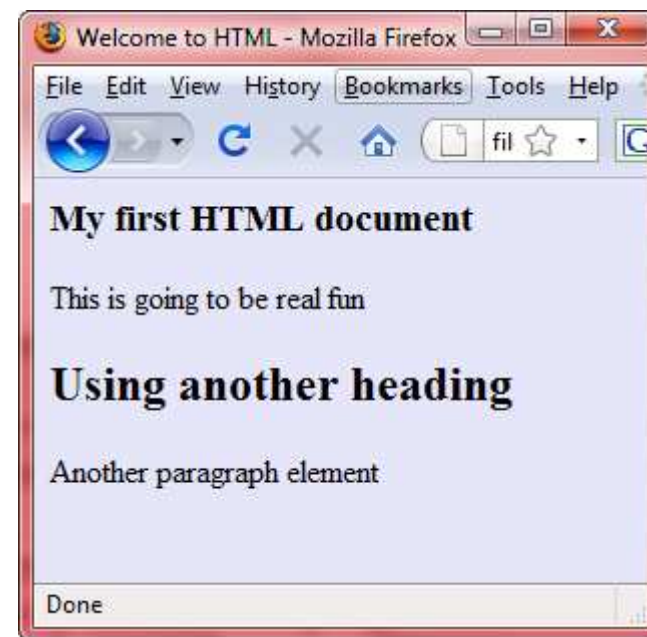 Welcome to HTML - Mozilla Firefox
File Edit View History Bookmarks Tools Help
fil G
My first HTML document
This is going to be real fun
Using another heading
Another paragraph element
Done